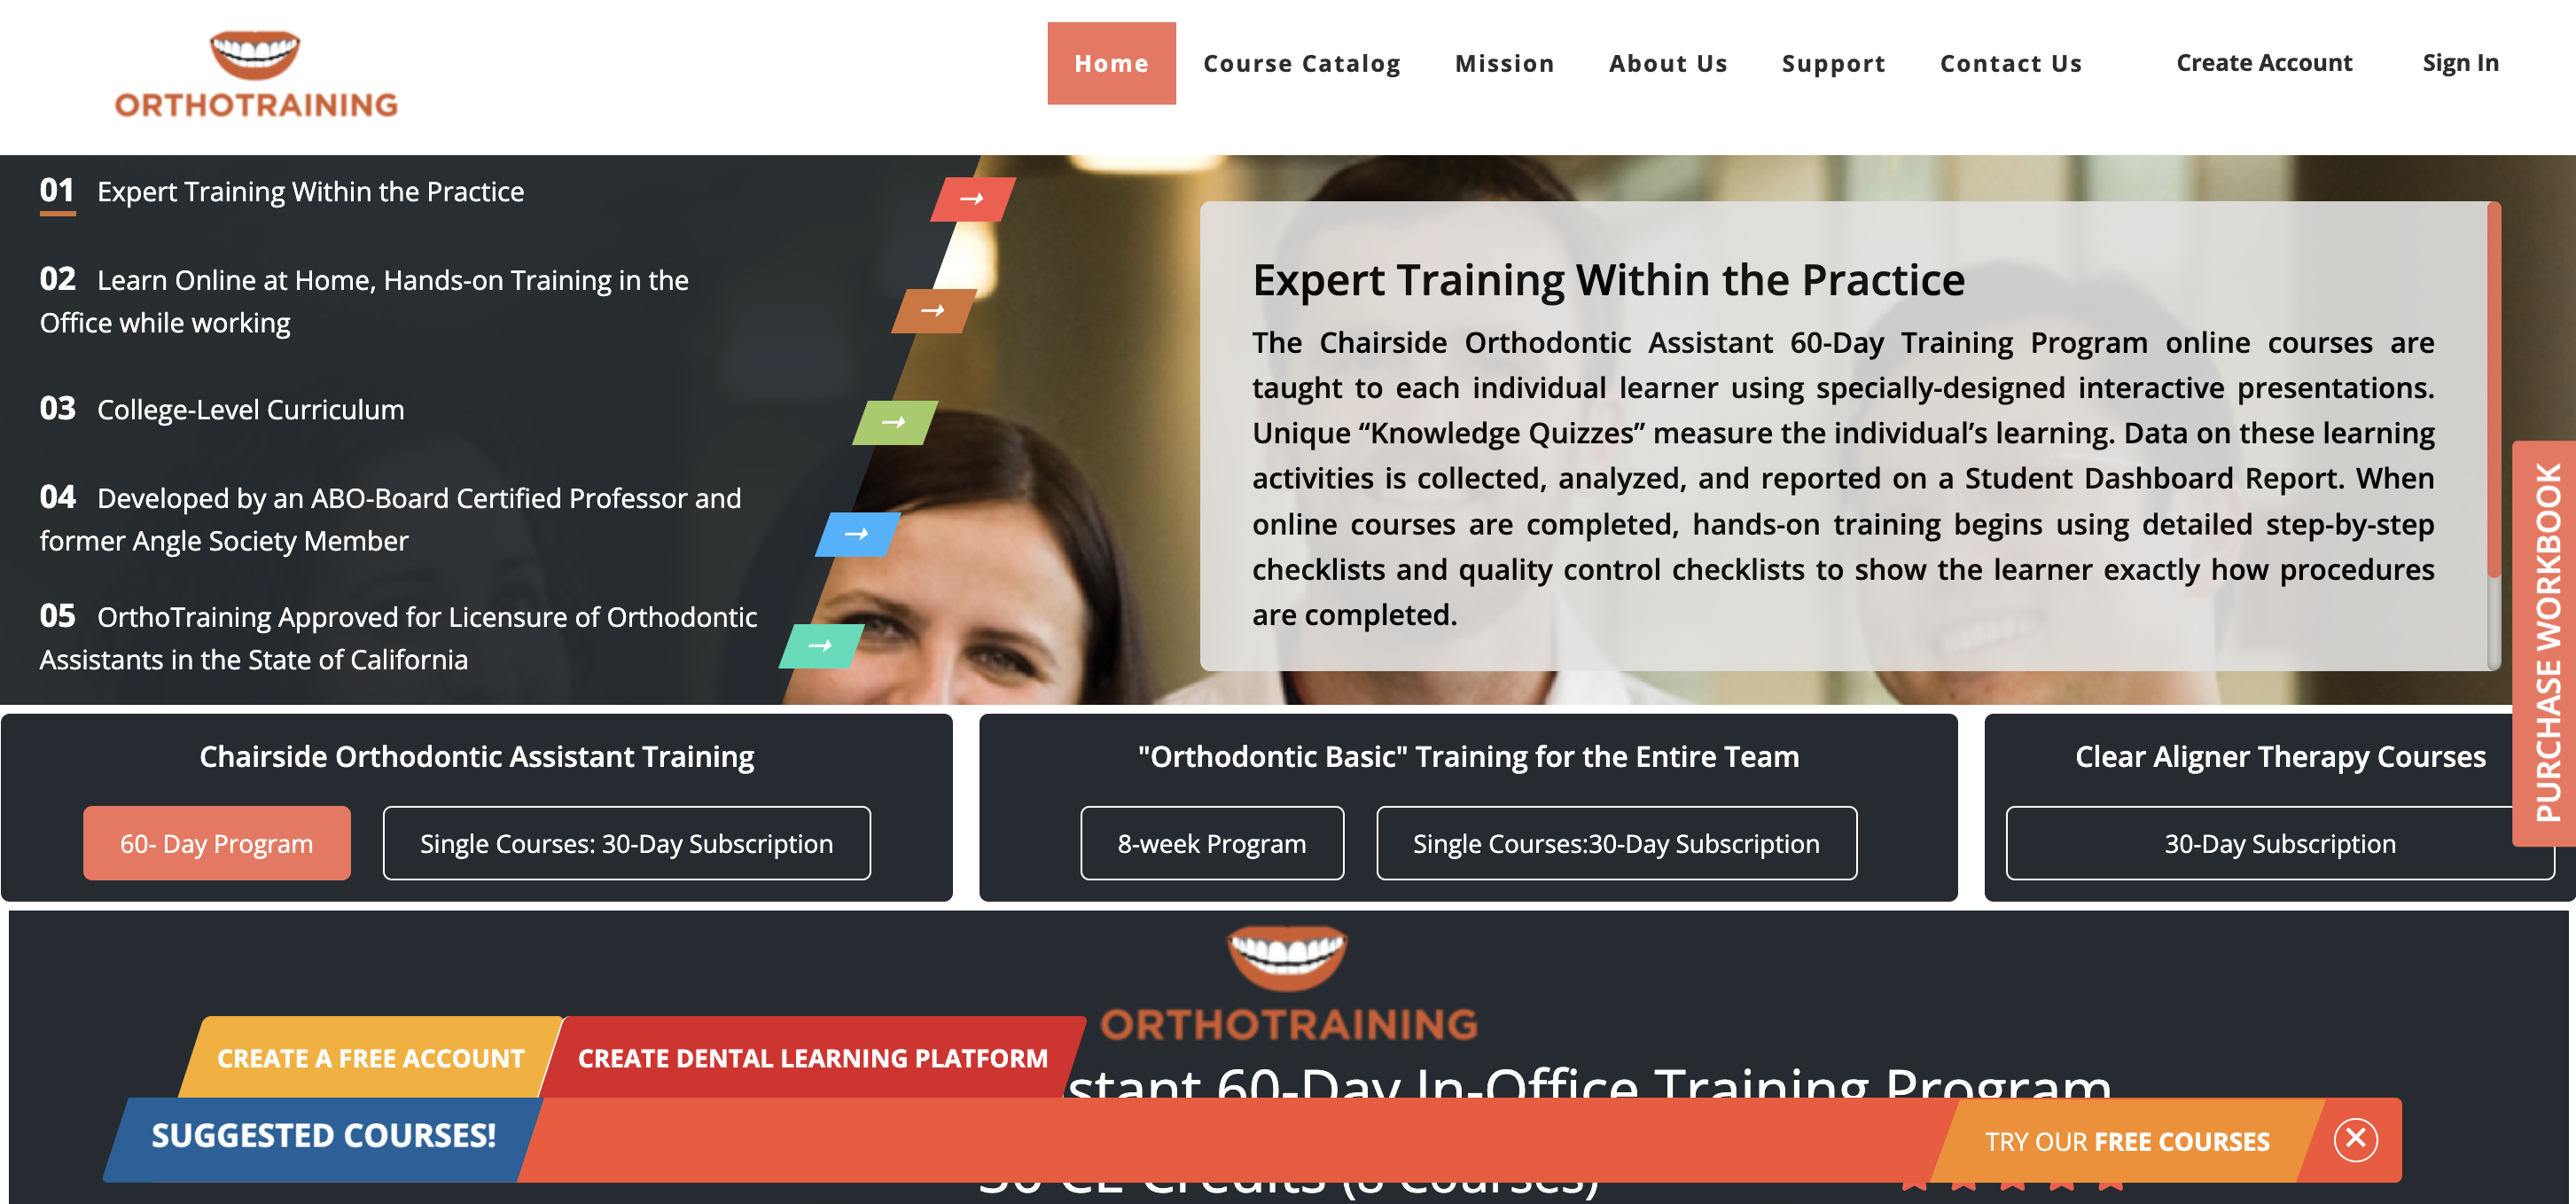 ORTHOTRAINING
Home Course Catalog Mission About Us Support Contact Us Create Account Sign In
01 Expert Training Within the Practice
02 Learn Online at Home, Hands-on Training in the
Office while working
03 College-Level Curriculum
04 Developed by an ABO-Board Certified Professor and
former Angle Society Member
05 OrthoTraining Approved for Licensure of Orthodontic
Assistants in the State of California
Expert Training Within the Practice
The Chairside Orthodontic Assistant 60-Day Training Program online courses are
taught to each individual learner using specially-designed interactive presentations.
Unique “Knowledge Quizzes” measure the individual’s learning. Data on these learning
activities is collected, analyzed, and reported on a Student Dashboard Report. When
online courses are completed, hands-on training begins using detailed step-by-step
checklists and quality control checklists to show the learner exactly how procedures
are completed.
PURCHASE WORKBOOK
Chairside Orthodontic Assistant Training
60- Day Program Single Courses: 30-Day Subscription
"Orthodontic Basic" Training for the Entire Team
8-week Program Single Courses:30-Day Subscription
Clear Aligner Therapy Courses
30-Day Subscription
ORTHOTRAINING
CREATE A FREE ACCOUNT CREATE DENTAL LEARNING PLATFORM
stant 60-Day In-Office Training Program
SUGGESTED COURSES! TRY OUR FREE COURSES
CE Credits (8 Courses)